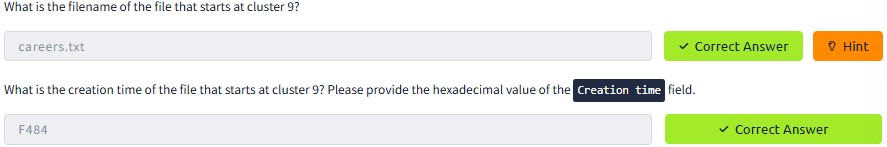 What is the filename of the file that starts at cluster 9?
careers.txt
Correct Answer
Hint
What is the creation time of the file that starts at cluster 9? Please provide the hexadecimal value of the Creation time field.
F484
Correct Answer